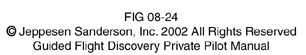 FIG 08-24
© Jeppesen Sanderson, Inc. 2002 All Rights Reserved
Guided Flight Discovery Private Pilot Manual